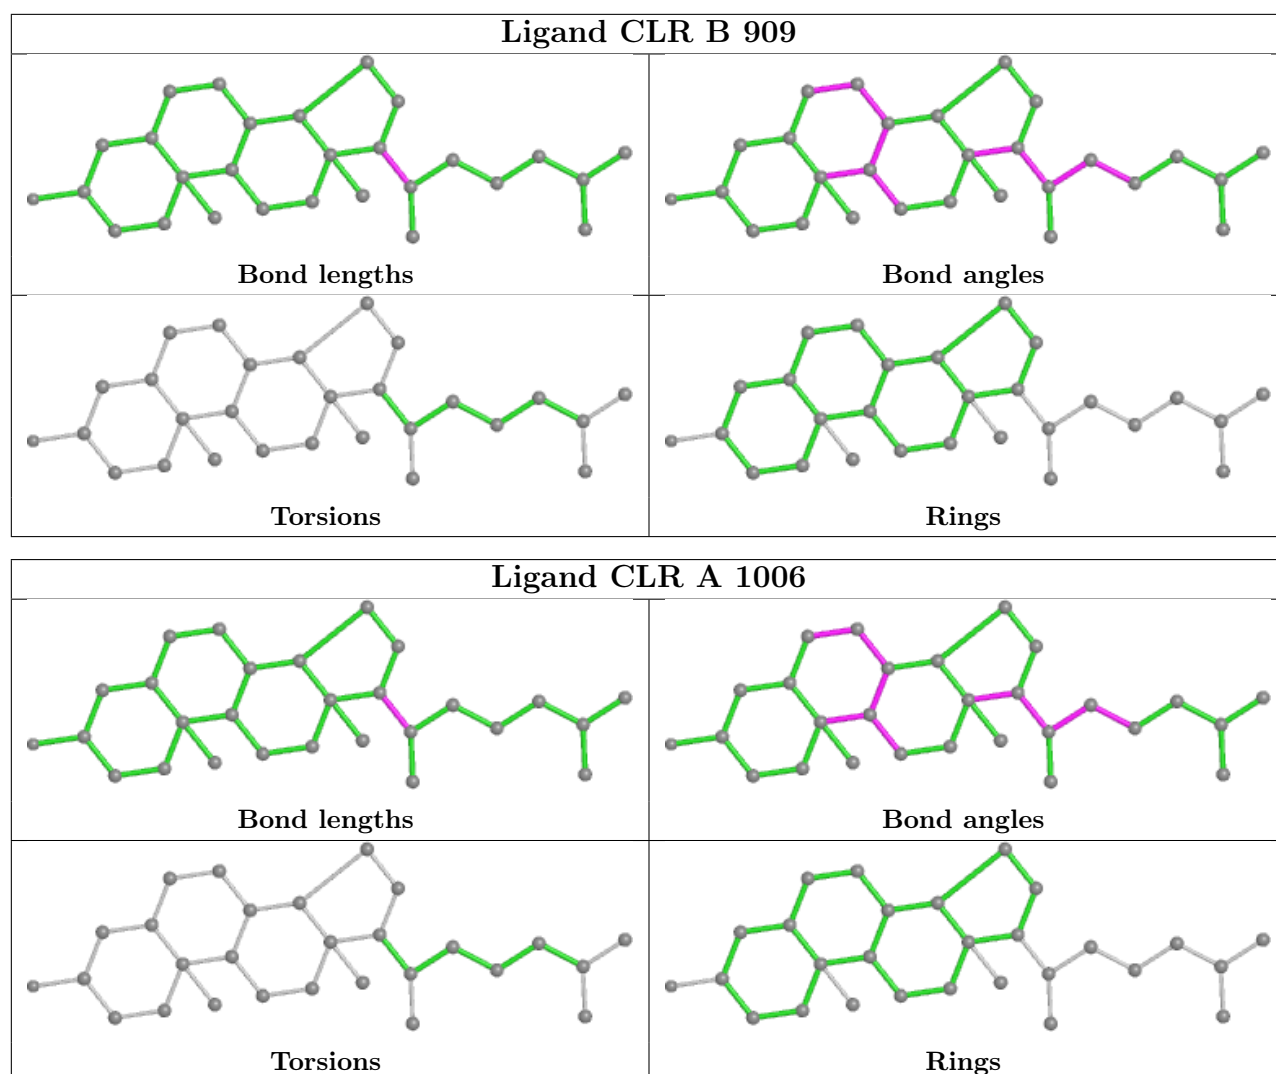 Ligand CLR B 909
Bond lengths
Bond angles
Torsions
Rings
Ligand CLR A 1006
Bond lengths
Bond angles
Torsions
Rings